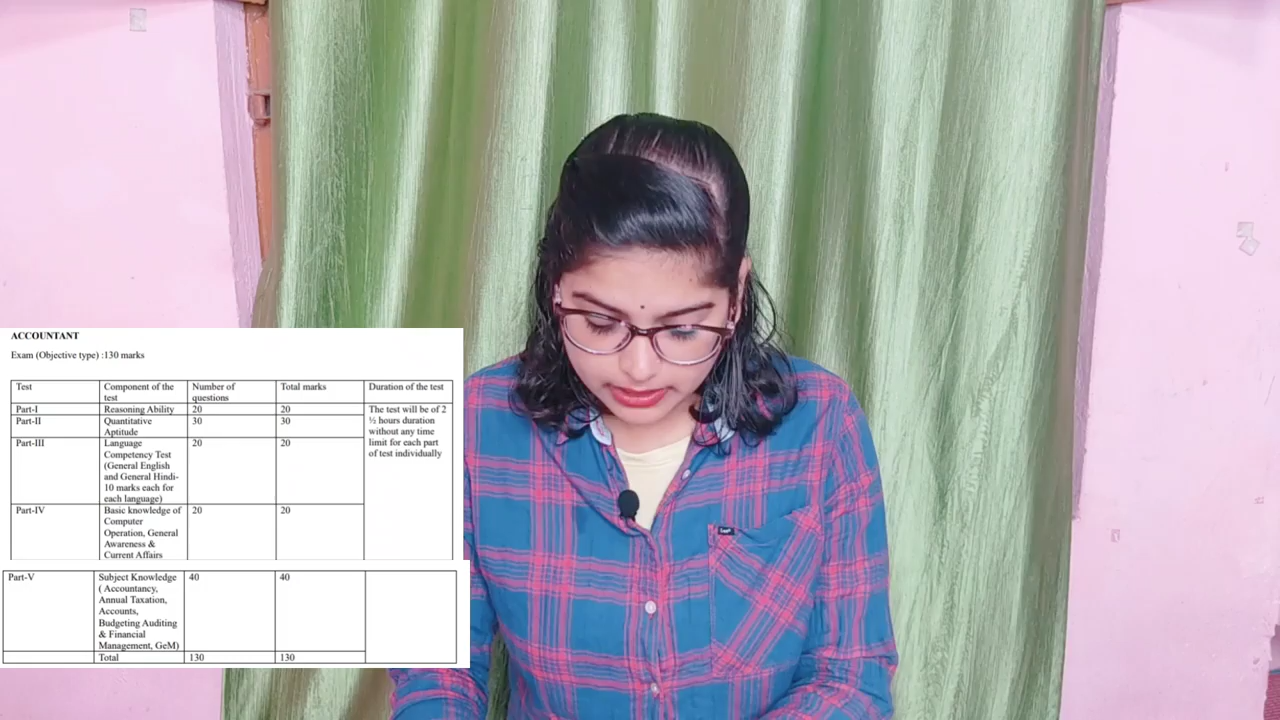 ACCOUNTANT
Exam (Objective type) :130 marks
Test Component of the test Number of questions Total marks Duration of the test
Part-I Reasoning Ability 20 20 The test will be of 2 ½ hours duration without any time limit for each part of test individually
Part-II Quantitative Aptitude 30 30
Part-III Language Competency Test (General English and General Hindi-10 marks each for each language) 20 20
Part-IV Basic knowledge of Computer Operation, General Awareness & Current Affairs 20 20
Part-V Subject Knowledge ( Accountancy, Annual Taxation, Accounts, Budgeting Auditing & Financial Management, GeM) 40 40
Total 130 130